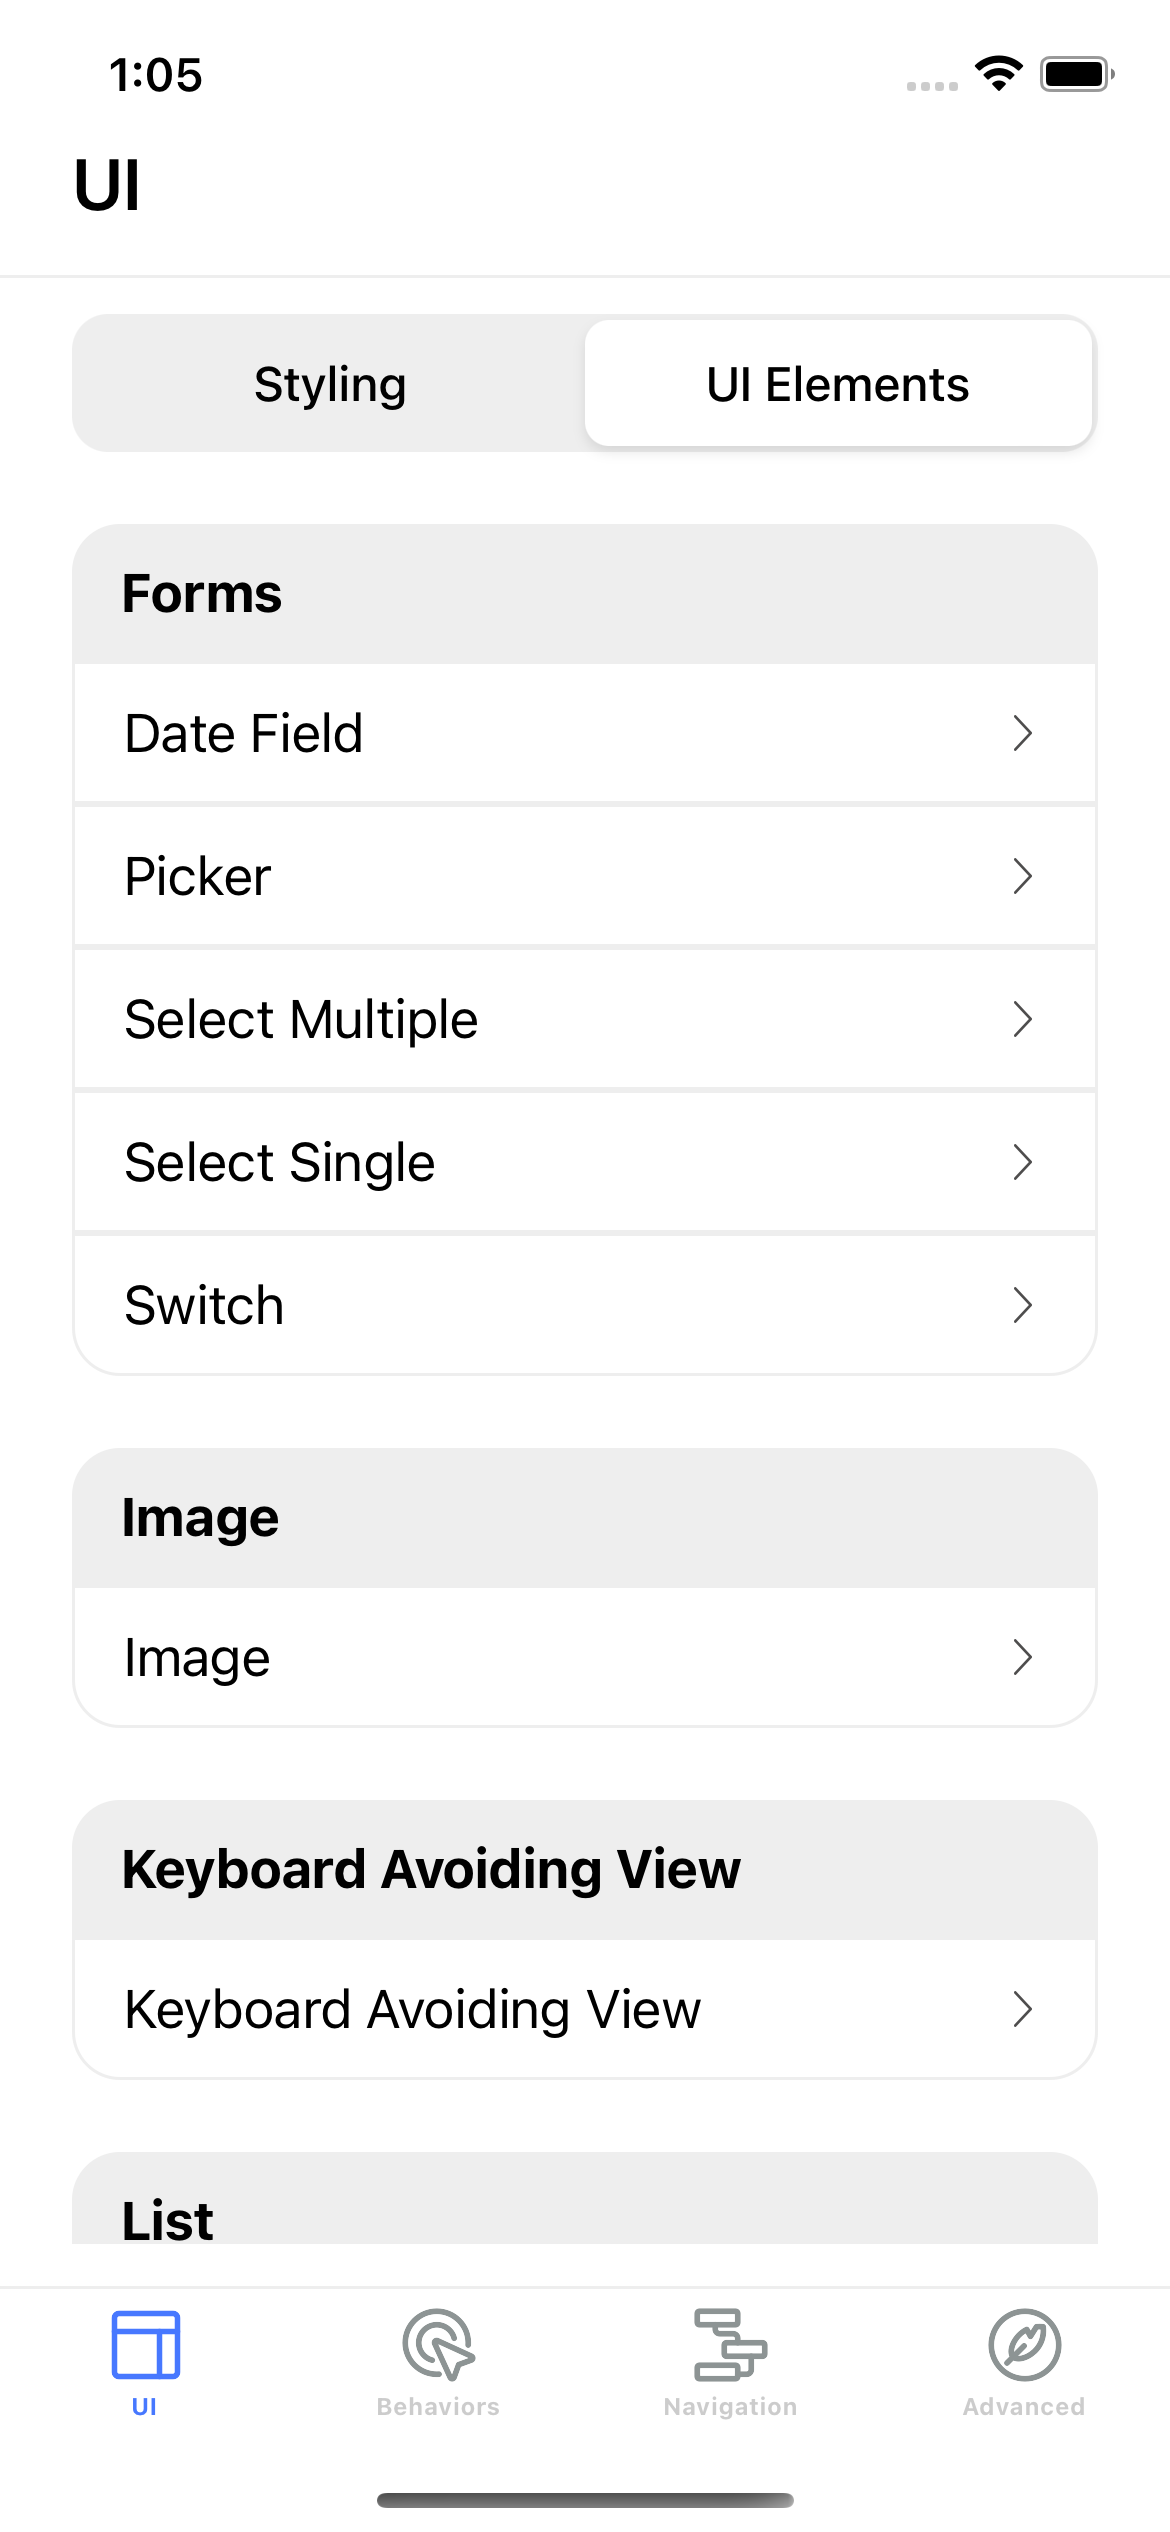 1:05
UI
Styling
UI Elements
Forms
Date Field
Picker
Select Multiple
Select Single
Switch
Image
Image
Keyboard Avoiding View
Keyboard Avoiding View
List
UI
Behaviors
Navigation
Advanced